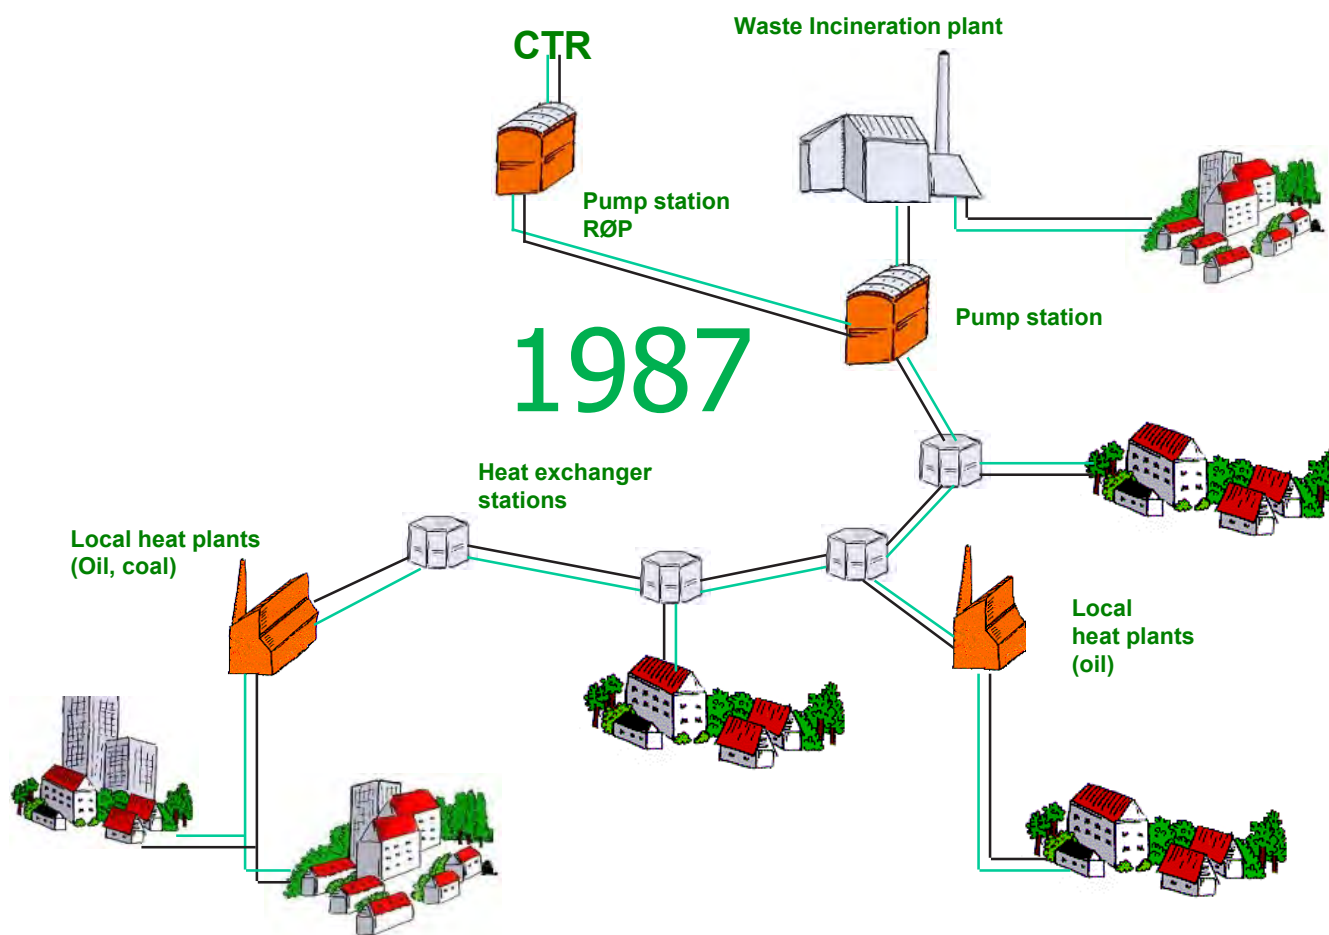 CTR
Waste Incineration plant
Pump station
RØP
Pump station
1987
Heat exchanger
stations
Local heat plants
(Oil, coal)
Local
heat plants
(oil)